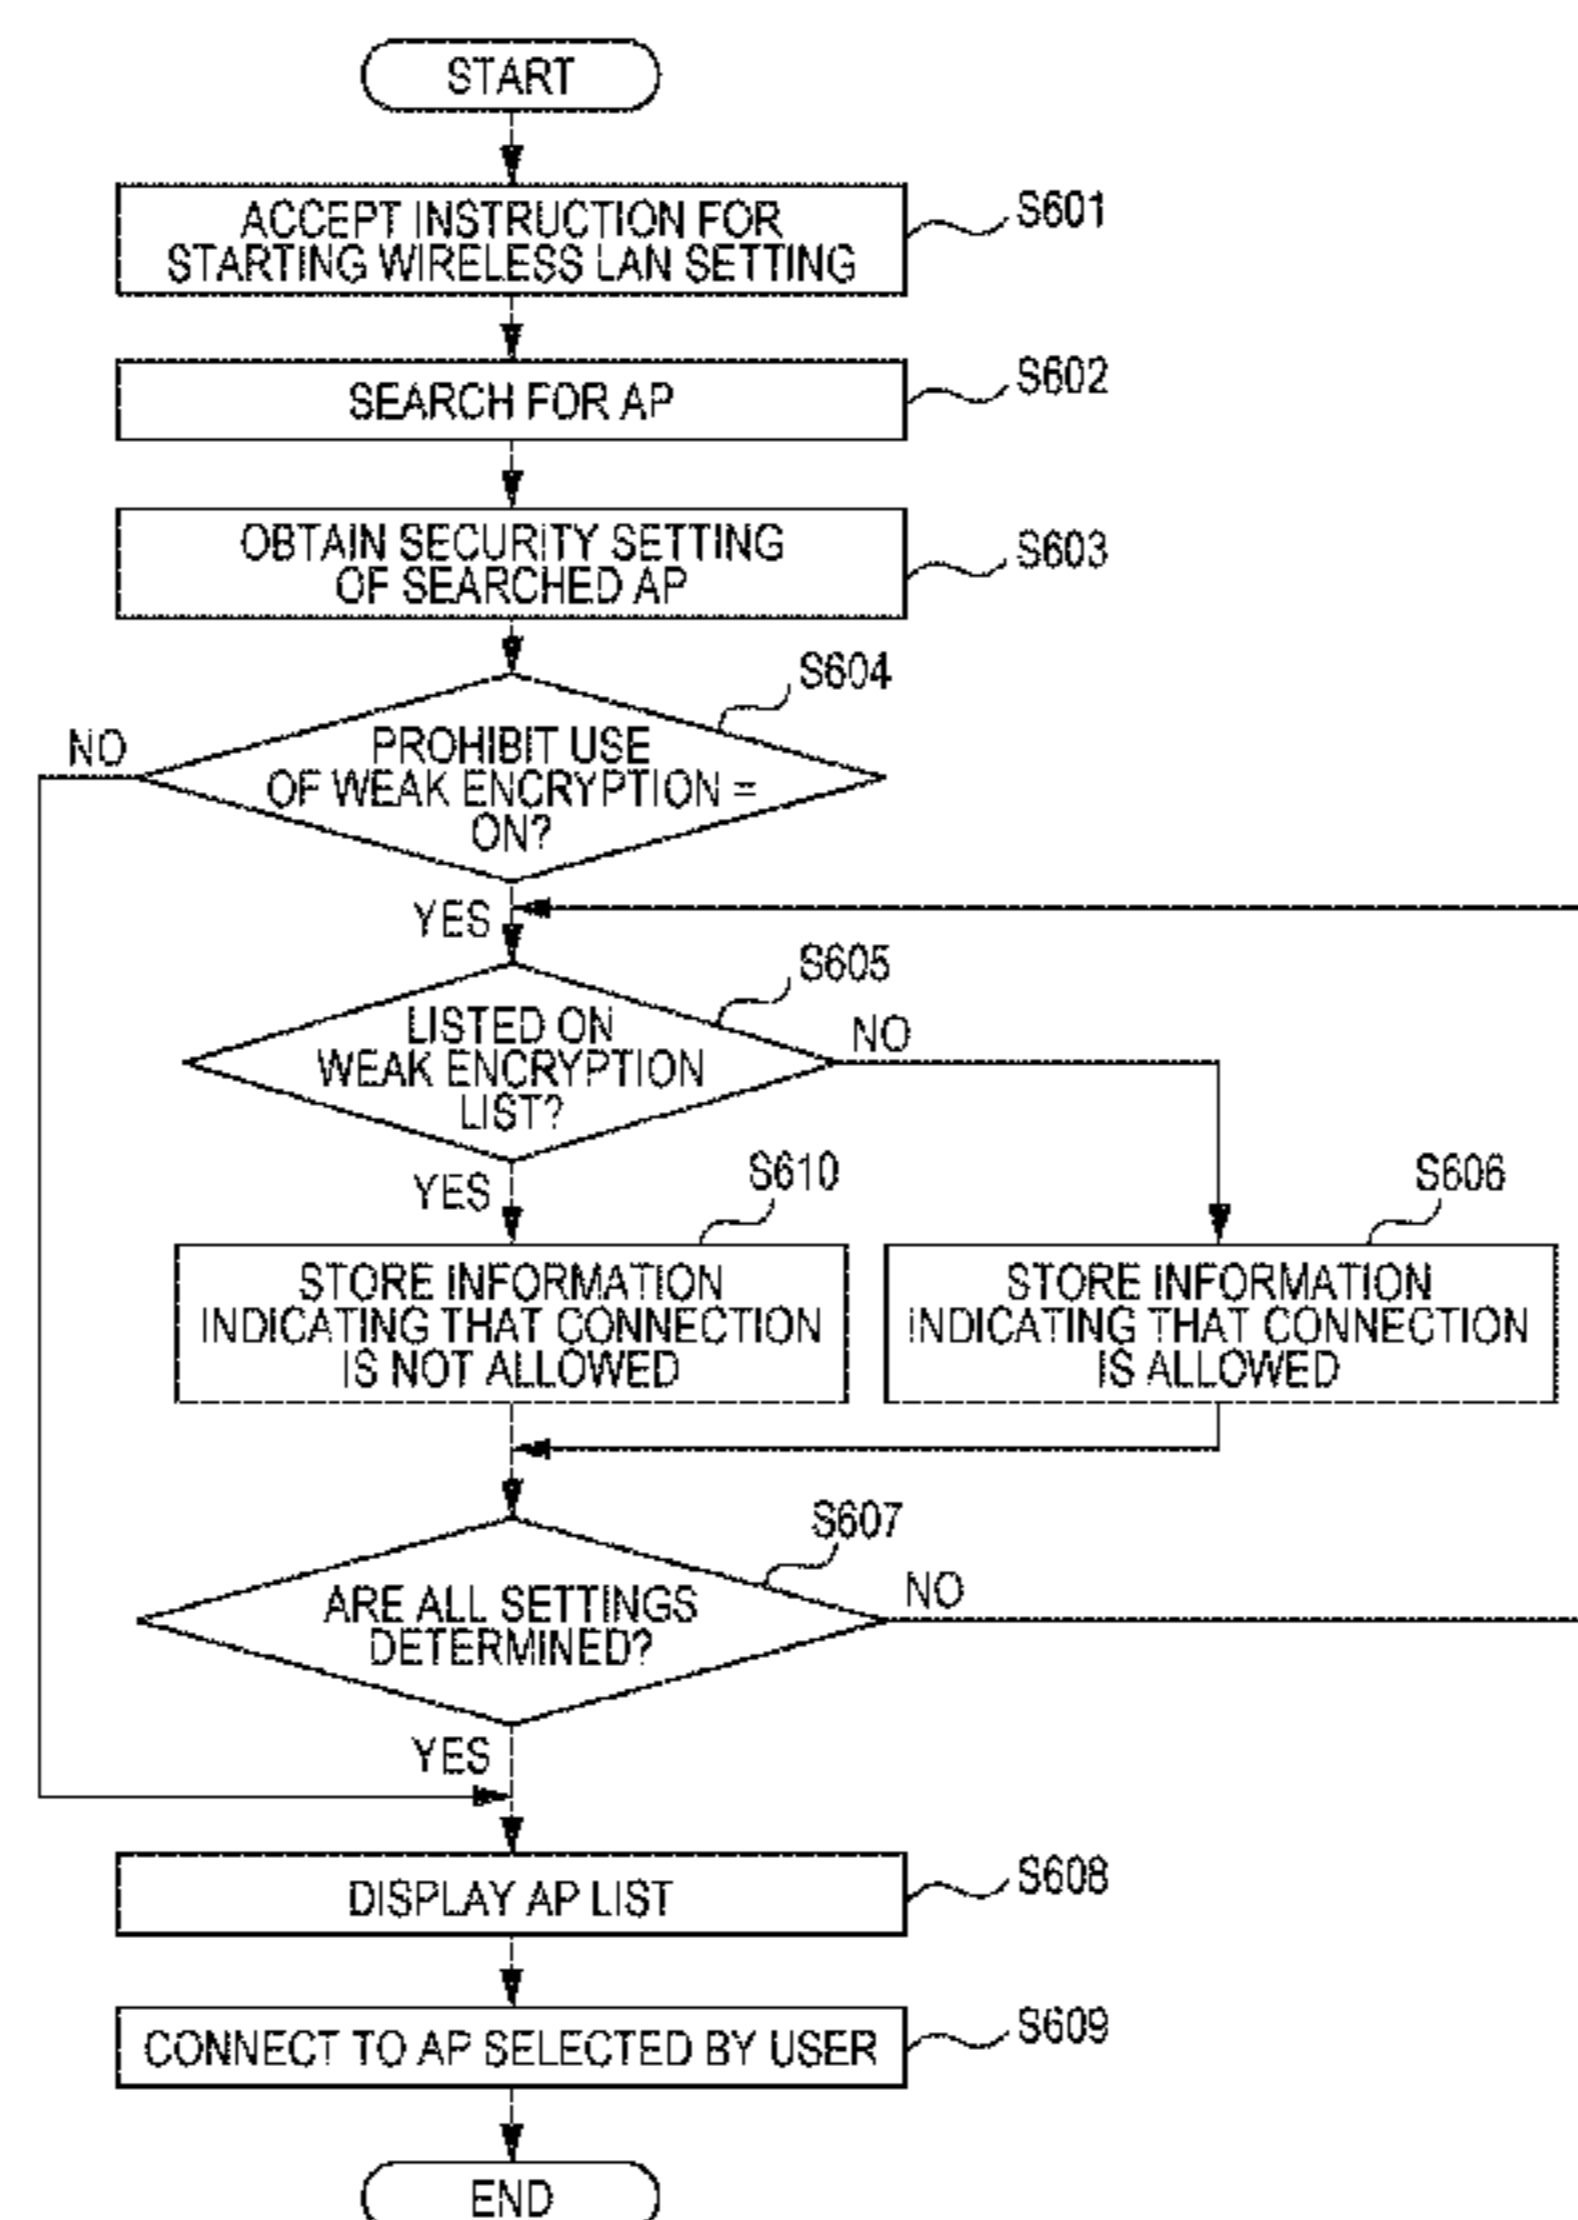 START
ACCEPT INSTRUCTION FOR
STARTING WIRELESS LAN SETTING
S601
SEARCH FOR AP
S602
OBTAIN SECURITY SETTING
OF SEARCHED AP
S603
S604
NO
PROHIBIT USE
OF WEAK ENCRYPTION =
ON?
YES
S605
LISTED ON
WEAK ENCRYPTION
LIST?
NO
YES
S610
S606
STORE INFORMATION
INDICATING THAT CONNECTION
IS NOT ALLOWED
STORE INFORMATION
INDICATING THAT CONNECTION
IS ALLOWED
S607
ARE ALL SETTINGS
DETERMINED?
NO
YES
DISPLAY AP LIST
S608
CONNECT TO AP SELECTED BY USER
S609
END